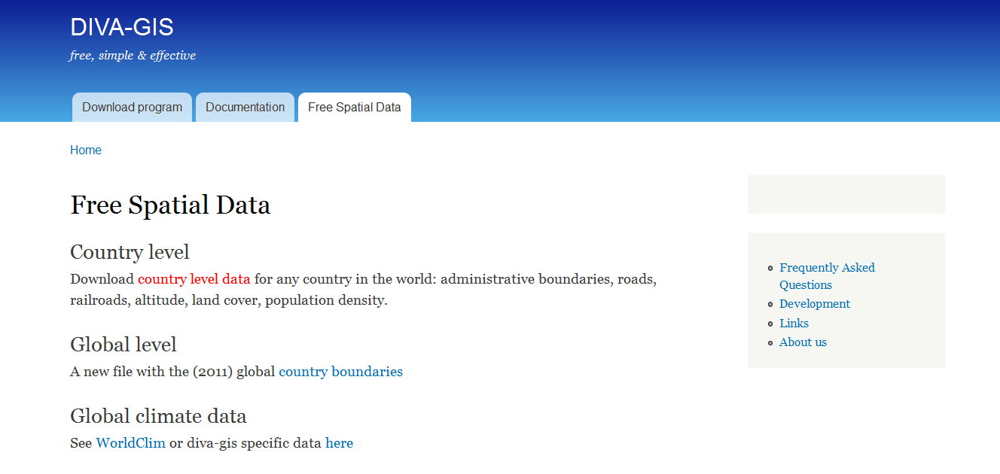 DIVA-GIS
free, simple & effective
Download program
Documentation
Free Spatial Data
Home
Free Spatial Data
Country level
Download country level data for any country in the world: administrative boundaries, roads,
railroads, altitude, land cover, population density.
Global level
A new file with the (2011) global country boundaries
Global climate data
See WorldClim or diva-gis specific data here
Frequently Asked
Questions
Development
Links
About us